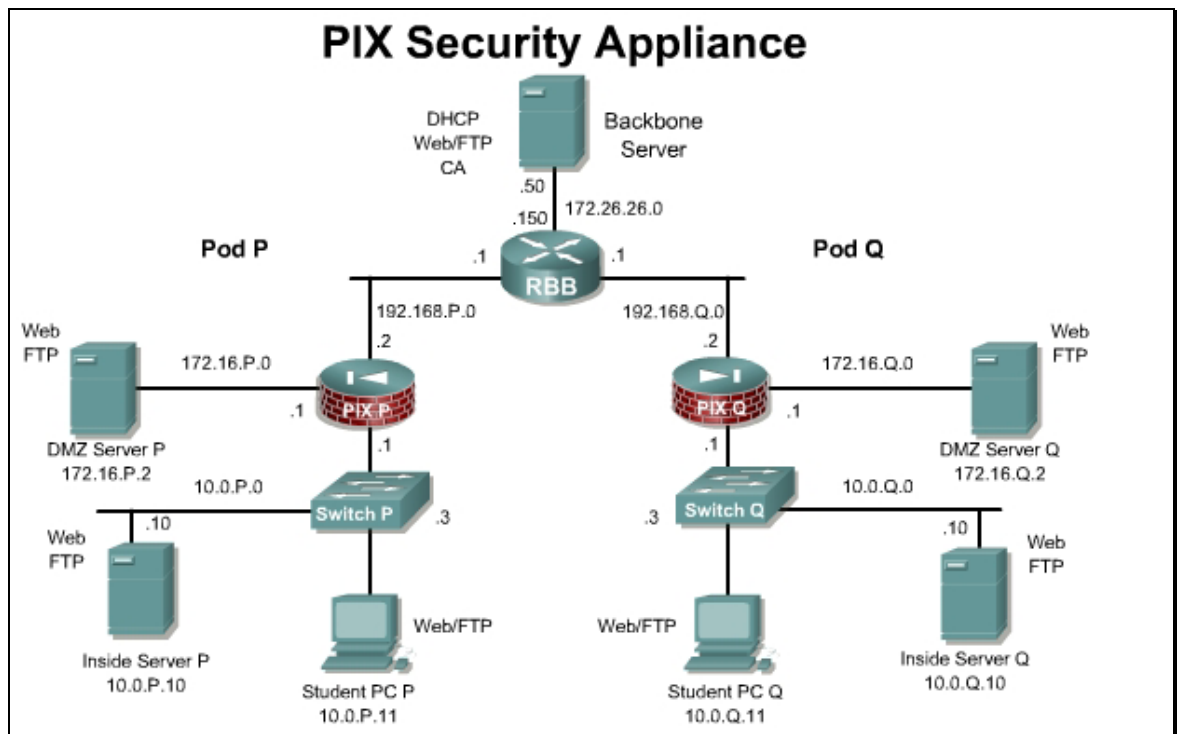 PIX Security Appliance
DHCP
Web/FTP
CA
Backbone
Server
.50
.150
172.26.26.0
Pod P
Pod Q
.1
.1
RBB
192.168.P.0
192.168.Q.0
.2
.2
Web
FTP
172.16.P.0
PIX P
.1
DMZ Server P
172.16.P.2
.1
PIX Q
172.16.Q.0
.1
Web
FTP
DMZ Server Q
172.16.Q.2
.1
10.0.P.0
Switch P
.3
.10
Web
FTP
Inside Server P
10.0.P.10
Web/FTP
Student PC P
10.0.P.11
10.0.Q.0
Switch Q
.3
.10
Web
FTP
Inside Server Q
10.0.Q.10
Web/FTP
Student PC Q
10.0.Q.11